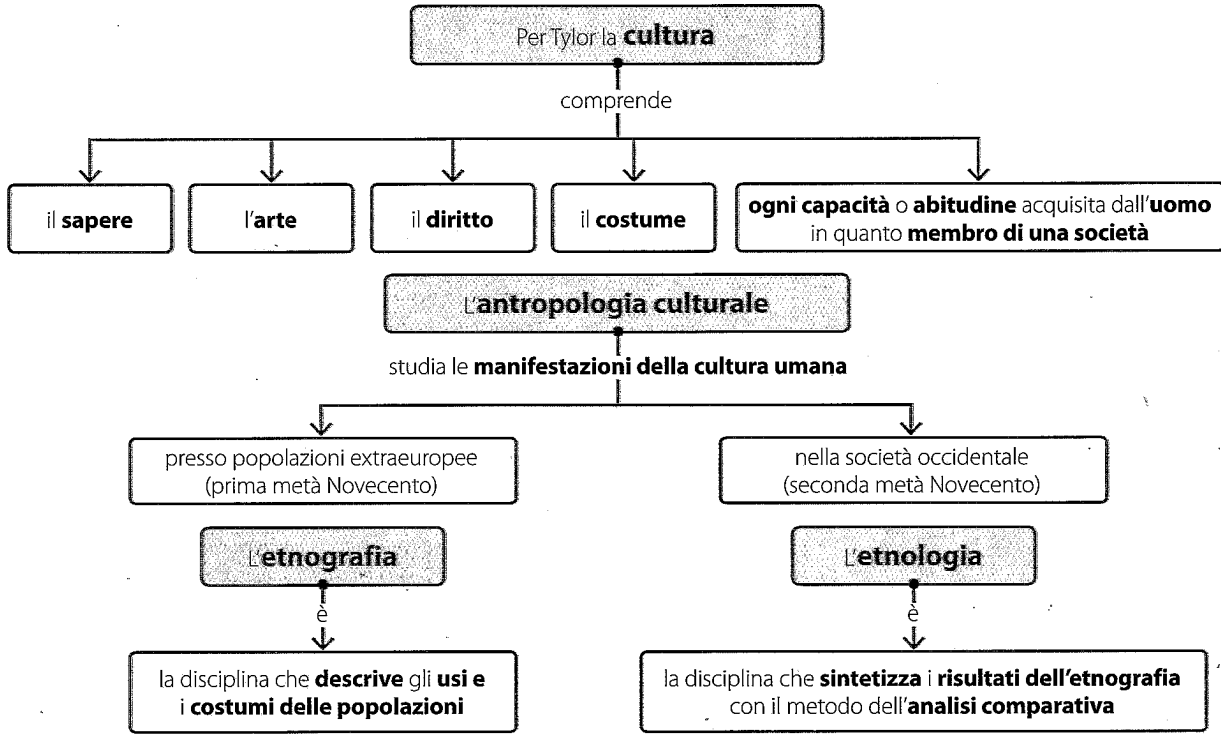 Per Tylor la cultura
comprende
il sapere
l'arte
il diritto
il costume
ogni capacità o abitudine acquisita dall'uomo
in quanto membro di una società
L'antropologia culturale
studia le manifestazioni della cultura umana
presso popolazioni extraeuropee
(prima metà Novecento)
nella società occidentale
(seconda metà Novecento)
L'etnografia
è
la disciplina che descrive gli usi e
i costumi delle popolazioni
L'etnologia
è
la disciplina che sintetizza i risultati dell'etnografia
con il metodo dell'analisi comparativa